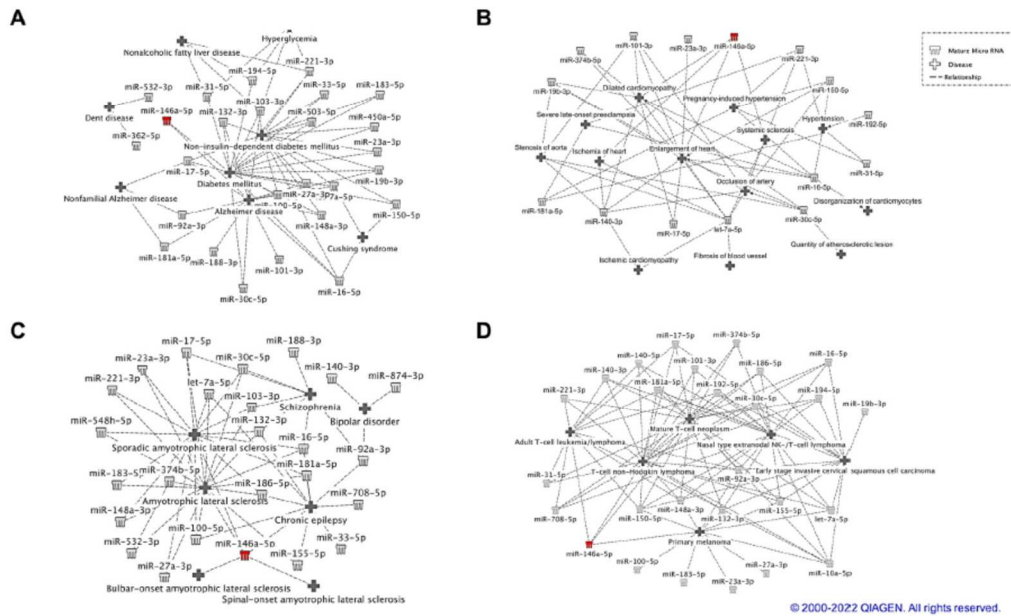 A
Nonalcoholic fatty liver disease
Hyperglycemia
miR-221-3p
miR-194-5p
miR-532-3p
miR-31-5p
miR-33-5p
miR-183-5p
miR-146a-5p
miR-103-3p
Dent disease
miR-132-3p
miR-503-5p
miR-450a-5p
miR-362-5p
Non-insulin-dependent diabetes mellitus
miR-23a-3p
miR-17-5p
Diabetes mellitus
miR-19b-3p
Nonfamilial Alzheimer disease
miR-27a-3p
7a-5p
miR-100-5p
Alzheimer disease
miR-150-5p
miR-92a-3p
miR-148a-3p
miR-181a-5p
Cushing syndrome
miR-188-3p
miR-101-3p
miR-16-5p
miR-30c-5p
B
miR-101-3p
miR-23a-3p
miR-146a-5p
miR-374b-5p
miR-221-3p
miR-19b-3p
Dilated cardiomyopathy
miR-150-5p
Pregnancy-induced hypertension
Severe late-onset preeclampsia
Hypertension
miR-192-5p
Systemic sclerosis
Stenosis of aorta
Ischemia of heart
Enlargement of heart
miR-31-5p
Occlusion of artery
miR-16-5p
miR-181a-5p
miR-140-3p
miR-30c-5p
Disorganization of cardiomyocytes
miR-17-5p
let-7a-5p
Ischemic cardiomyopathy
Fibrosis of blood vessel
Quantity of atherosclerotic lesion
Mature Micro RNA
Disease
Relationship
C
miR-17-5p
miR-188-3p
miR-23a-3p
miR-30c-5p
miR-140-3p
miR-874-3p
miR-221-3p
let-7a-5p
miR-103-3p
Schizophrenia
Bipolar disorder
miR-548h-5p
miR-132-3p
Sporadic amyotrophic lateral sclerosis
miR-16-5p
miR-92a-3p
miR-183-5p
miR-374b-5p
miR-181a-5p
miR-186-5p
Amyotrophic lateral sclerosis
miR-708-5p
miR-148a-3p
Chronic epilepsy
miR-100-5p
miR-33-5p
miR-532-3p
miR-146a-5p
miR-155-5p
miR-27a-3p
Bulbar-onset amyotrophic lateral sclerosis
Spinal-onset amyotrophic lateral sclerosis
D
miR-17-5p
miR-374b-5p
miR-140-5p
miR-101-3p
miR-186-5p
miR-16-5p
miR-140-3p
miR-221-3p
miR-181a-5p
miR-192-5p
miR-194-5p
miR-30c-5p
miR-19b-3p
Mature T-cell neoplasm
Adult T-cell leukemia/lymphoma
Nasal type extranodal NK-/T-cell lymphoma
miR-31-5p
T-cell non-Hodgkin lymphoma
Early stage invasive cervical squamous cell carcinoma
miR-92a-3p
miR-708-5p
miR-150-5p
miR-148a-3p
miR-132-3p
miR-155-5p
let-7a-5p
miR-146a-5p
Primary melanoma
miR-100-5p
miR-183-5p
miR-23a-3p
miR-27a-3p
miR-10a-5p
© 2000-2022 QIAGEN. All rights reserved.